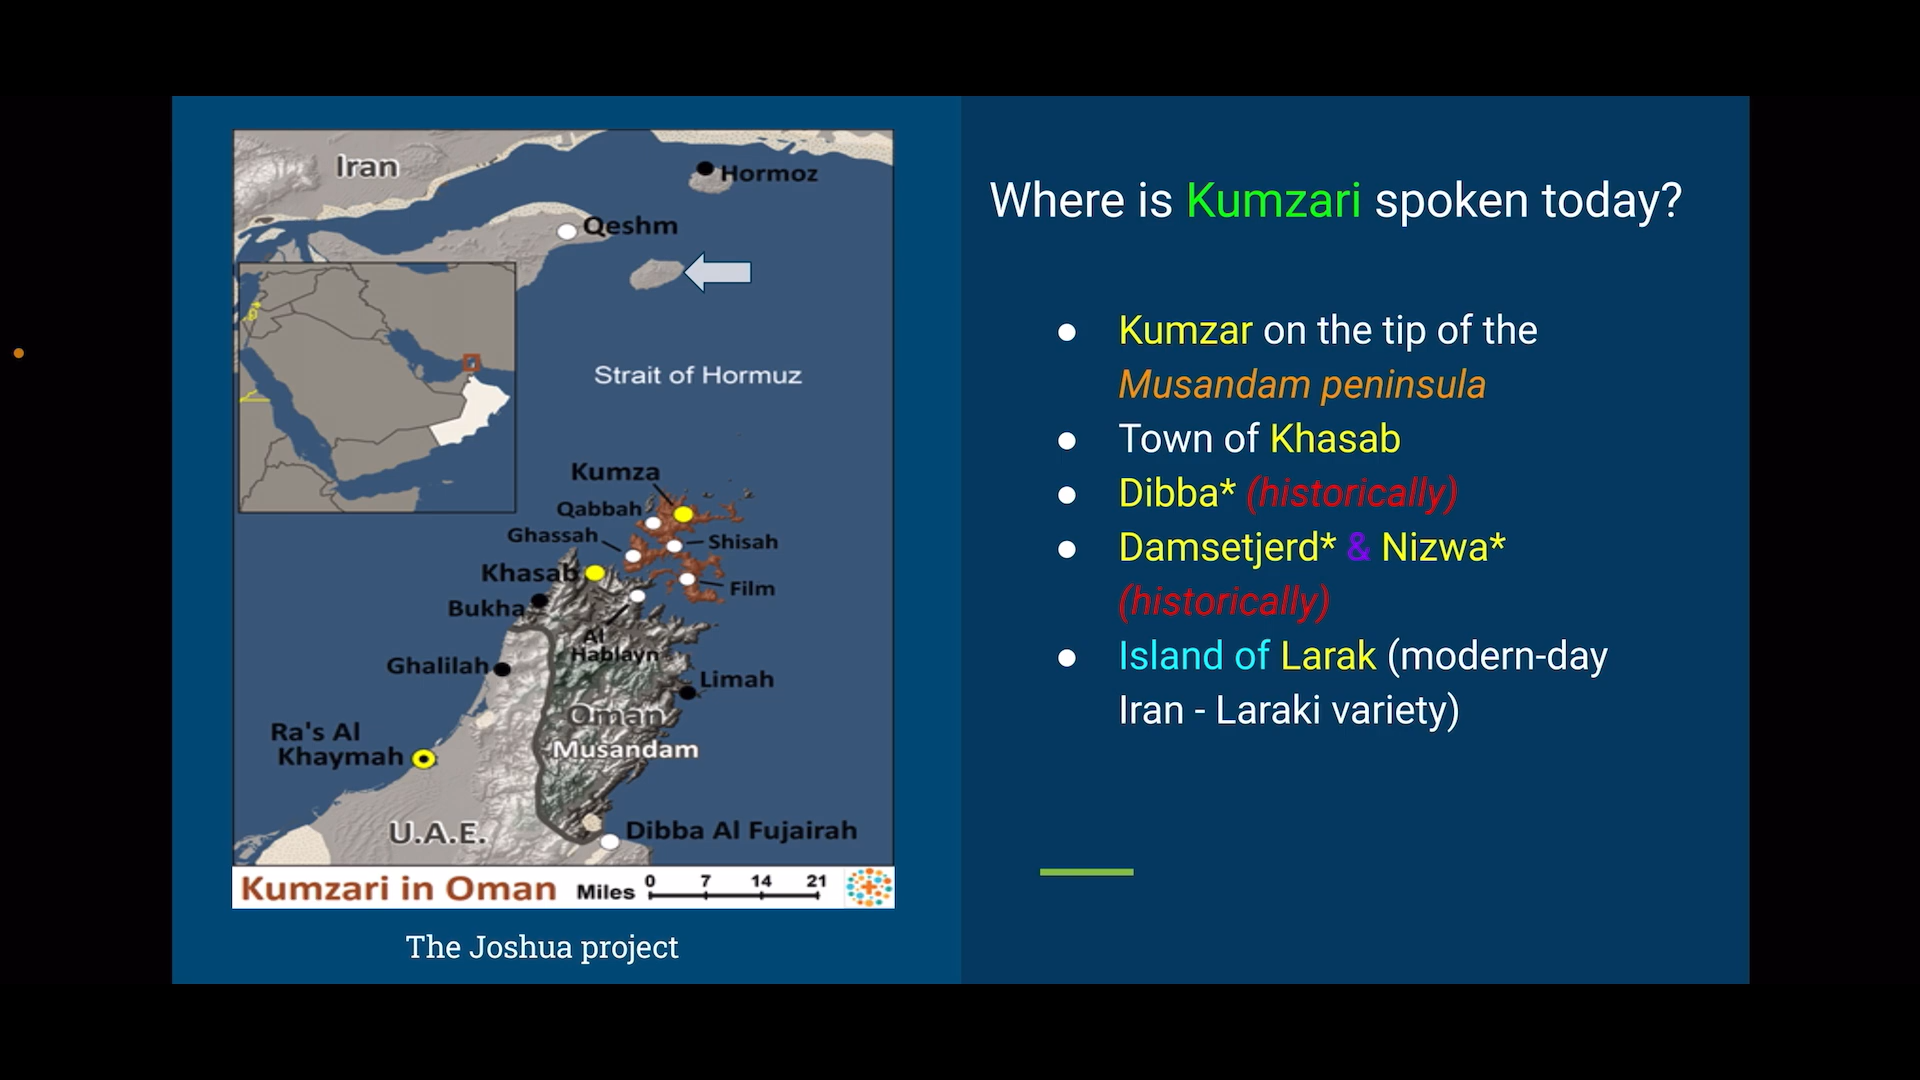 Iran
Hormoz
Qeshm
Strait of Hormuz
Kumza
Qabbah
Ghassah
Shisah
Khasab
Film
Bukha
Al
Hablayn
Ghalilah
Limah
Oman
Ra's Al
Khaymah
Musandam
U.A.E.
Dibba Al Fujairah
Kumzari in Oman Miles 0 7 14 21
The Joshua project
Where is Kumzari spoken today?
● Kumzar on the tip of the
Musandam peninsula
● Town of Khasab
● Dibba* (historically)
● Damsetjerd* & Nizwa*
(historically)
● Island of Larak (modern-day
Iran - Laraki variety)